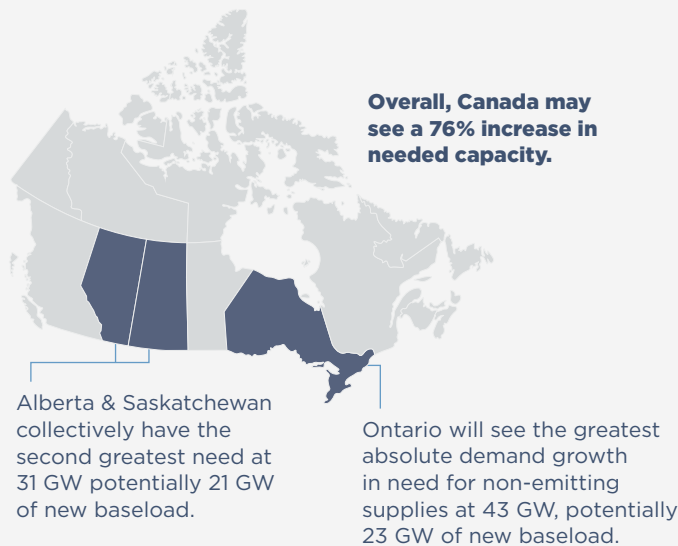 Overall, Canada may
see a 76% increase in
needed capacity.
Alberta & Saskatchewan
collectively have the
second greatest need at
31 GW potentially 21 GW
of new baseload.
Ontario will see the greatest
absolute demand growth
in need for non-emitting
supplies at 43 GW, potentially
23 GW of new baseload.